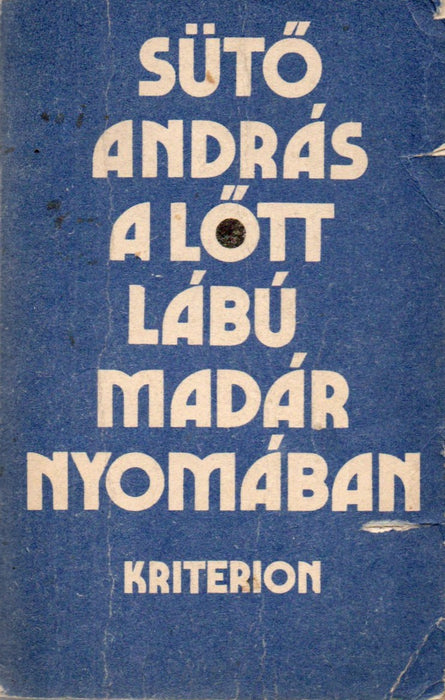 SÜTŐ
ANDRÁS
A LŐTT
LÁBÚ
MADÁR
NYOMÁBAN
KRITERION